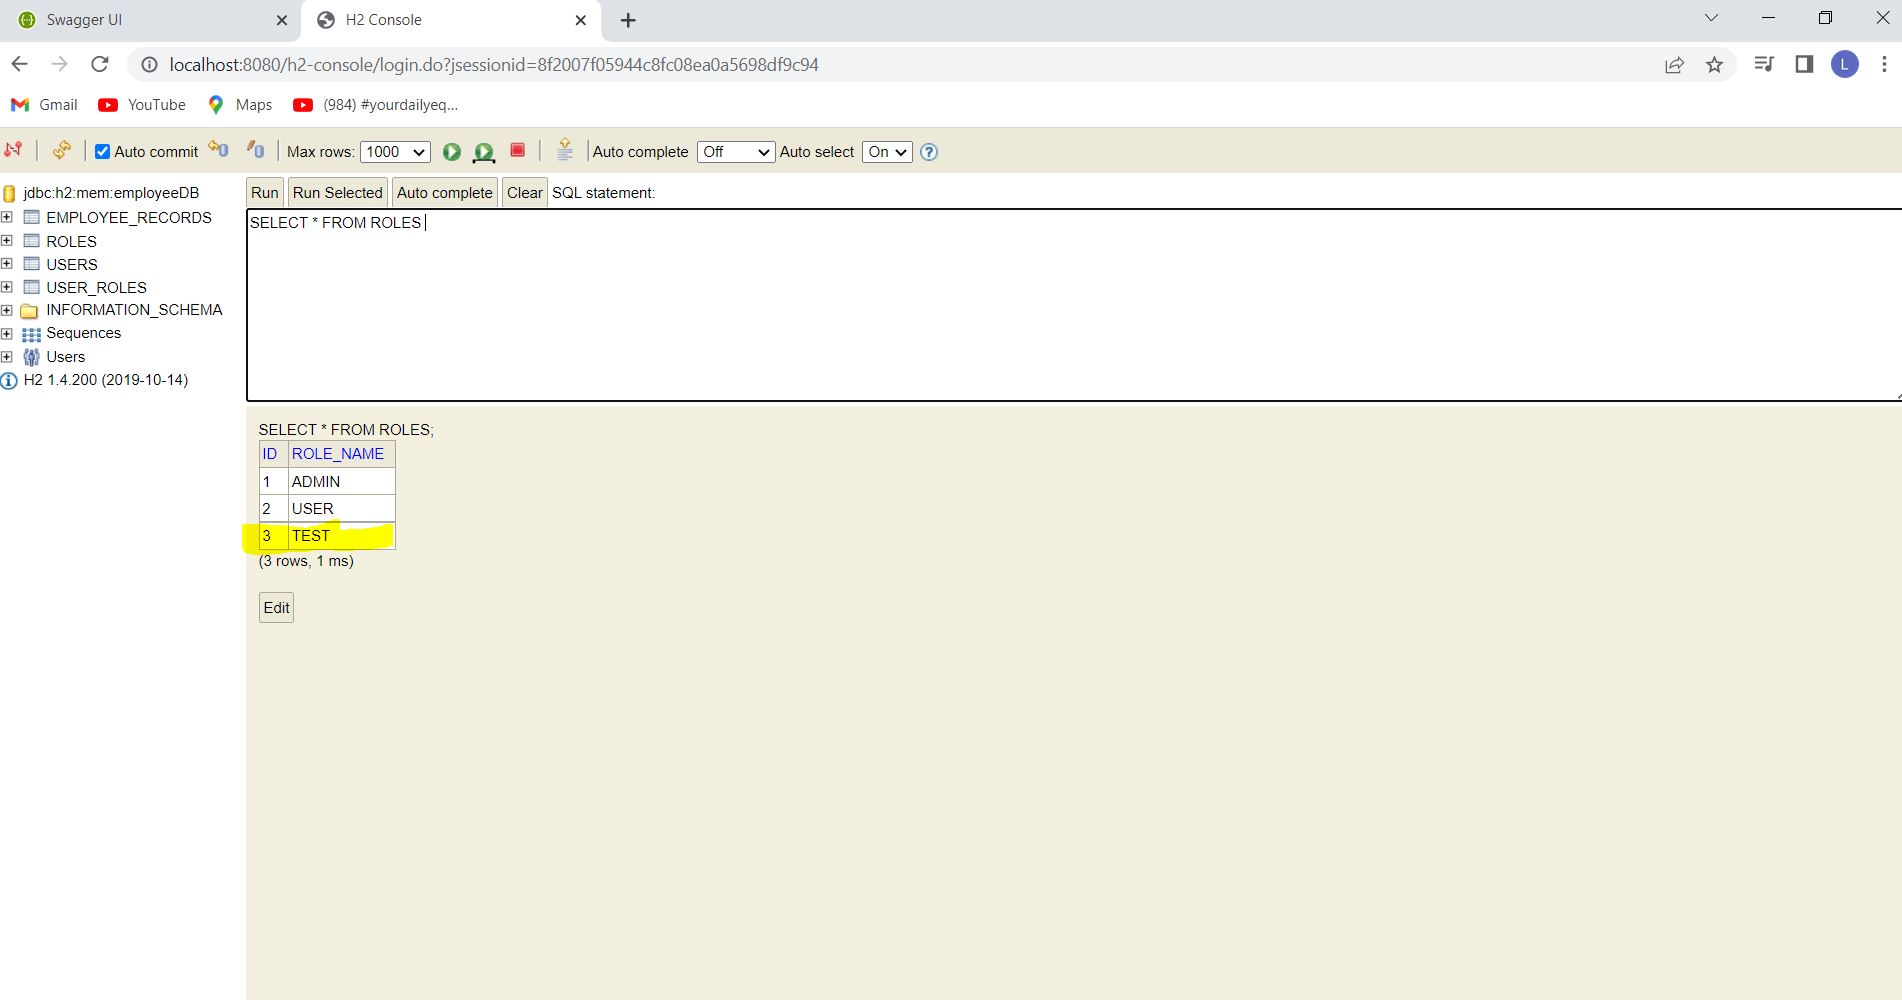 Swagger UI
H2 Console
localhost:8080/h2-console/login.do?jsessionid=8f2007f05944c8fc08ea0a5698df9c94
L
Gmail YouTube Maps (984) #yourdailyeq...
Auto commit Max rows: 1000 Auto complete Off Auto select On ?
jdbc:h2:mem:employeeDB
EMPLOYEE_RECORDS
ROLES
USERS
USER_ROLES
INFORMATION_SCHEMA
Sequences
Users
H2 1.4.200 (2019-10-14)
Run Run Selected Auto complete Clear SQL statement:
SELECT * FROM ROLES
SELECT * FROM ROLES;
ID ROLE_NAME
1 ADMIN
2 USER
3 TEST
(3 rows, 1 ms)
Edit